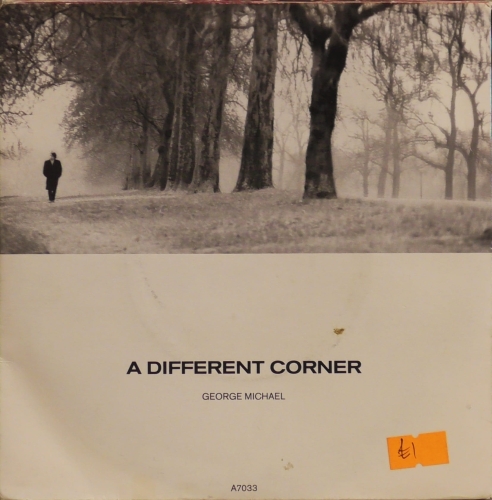 A DIFFERENT CORNER
GEORGE MICHAEL
£1
A7033